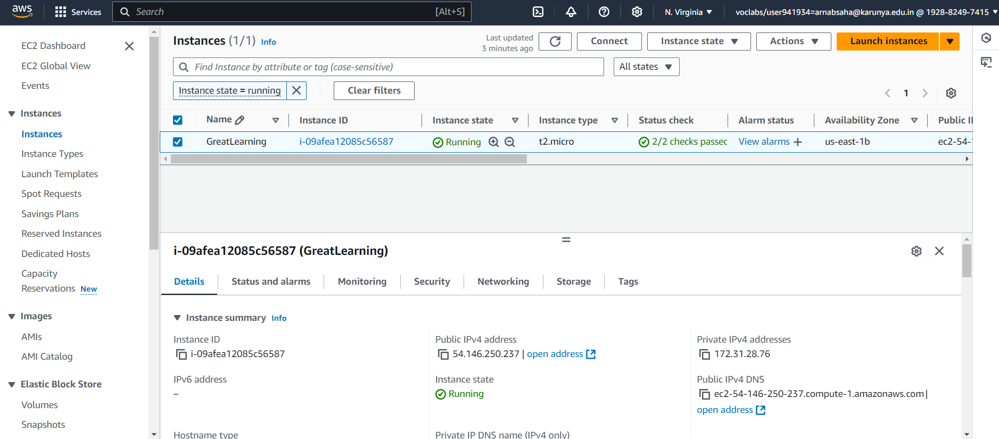 aws
Services
Search
[Alt+S]
N. Virginia
voclabs/user941934=arnabsaha@karunya.edu.in @ 1928-8249-7415
EC2 Dashboard
EC2 Global View
Events
Instances
Instances
Instance Types
Launch Templates
Spot Requests
Savings Plans
Reserved Instances
Dedicated Hosts
Capacity
Reservations New
Images
AMIs
AMI Catalog
Elastic Block Store
Volumes
Snapshots
Instances (1/1) Info
Last updated
3 minutes ago
Connect
Instance state
Actions
Launch instances
Find Instance by attribute or tag (case-sensitive)
All states
Instance state = running
Clear filters
1
Name
Instance ID
Instance state
Instance type
Status check
Alarm status
Availability Zone
Public
GreatLearning
i-09afea12085c56587
Running
t2.micro
2/2 checks passed
View alarms +
us-east-1b
ec2-54-
i-09afea12085c56587 (GreatLearning)
Details
Status and alarms
Monitoring
Security
Networking
Storage
Tags
Instance summary Info
Instance ID
i-09afea12085c56587
Public IPv4 address
54.146.250.237 | open address
Private IPv4 addresses
172.31.28.76
IPv6 address
–
Instance state
Running
Public IPv4 DNS
ec2-54-146-250-237.compute-1.amazonaws.com |
open address
Hostname type
Private IP DNS name (IPv4 only)